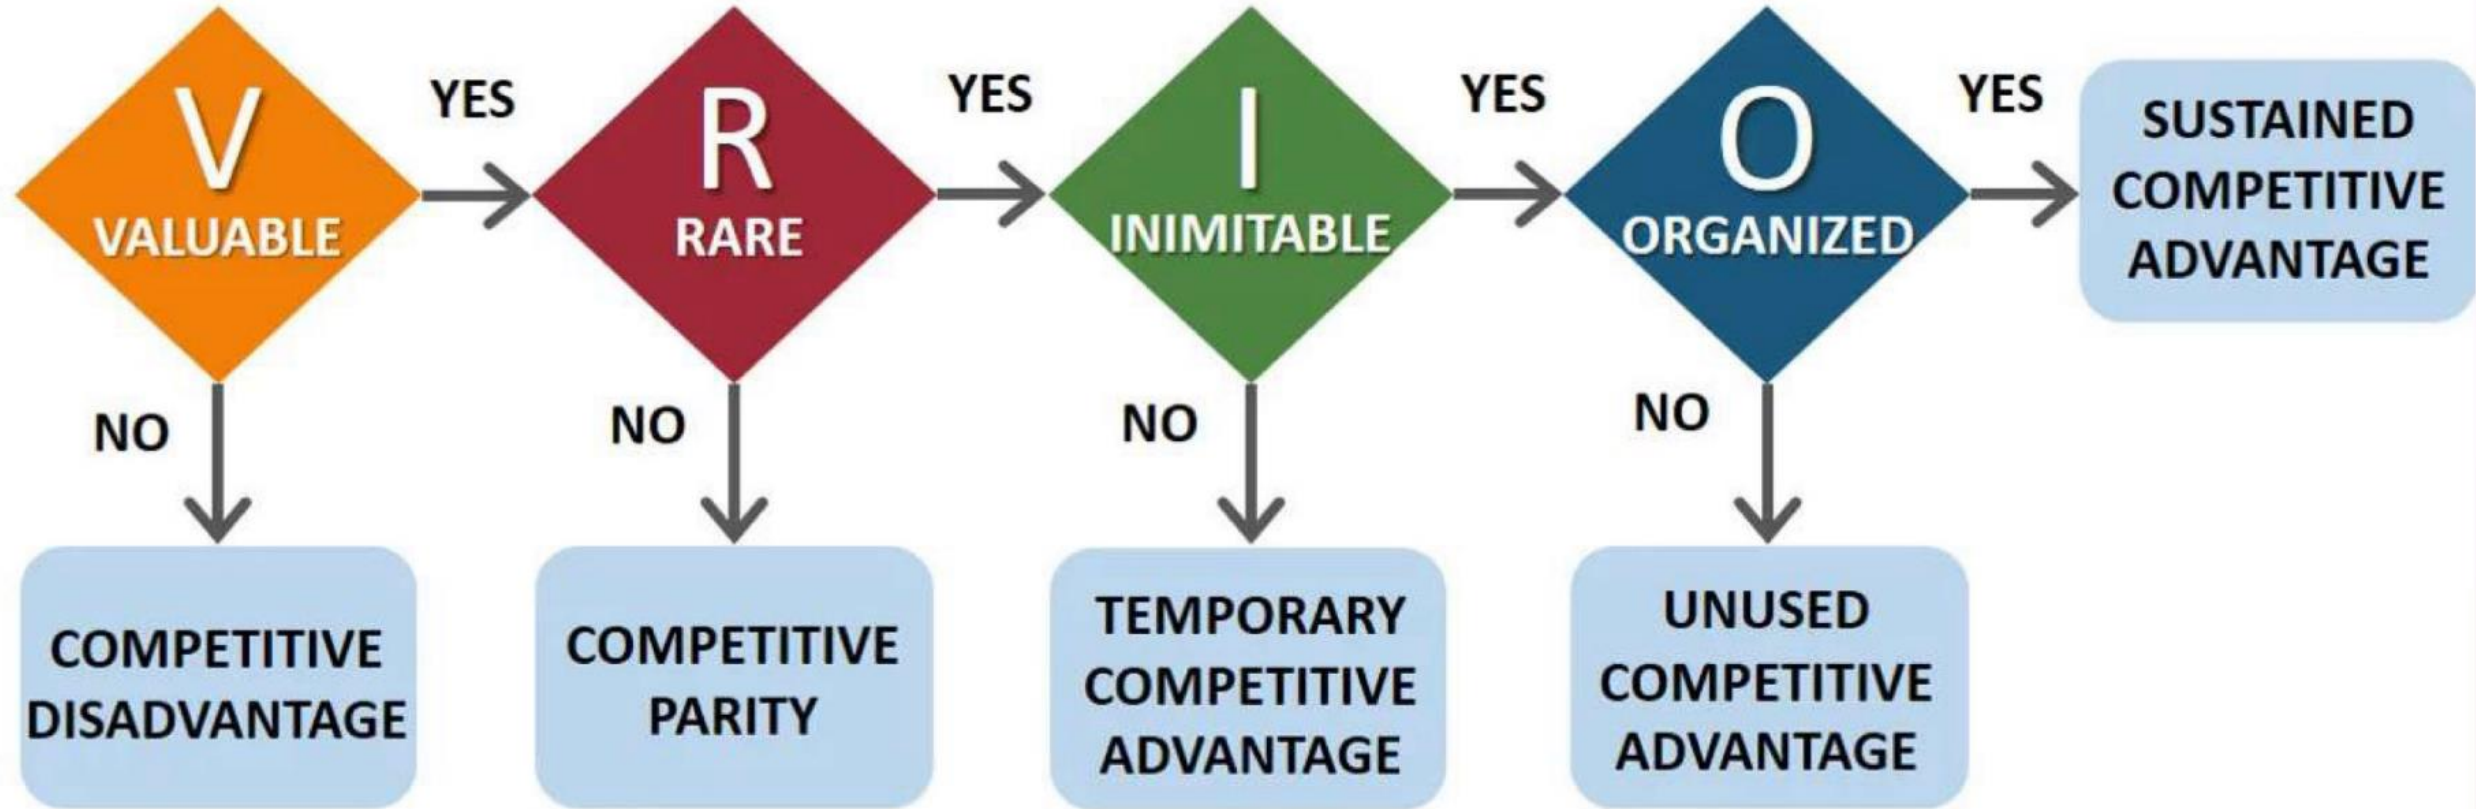 V
VALUABLE
YES
R
RARE
YES
I
INIMITABLE
YES
O
ORGANIZED
YES
SUSTAINED
COMPETITIVE
ADVANTAGE
NO
COMPETITIVE
DISADVANTAGE
NO
COMPETITIVE
PARITY
NO
TEMPORARY
COMPETITIVE
ADVANTAGE
NO
UNUSED
COMPETITIVE
ADVANTAGE